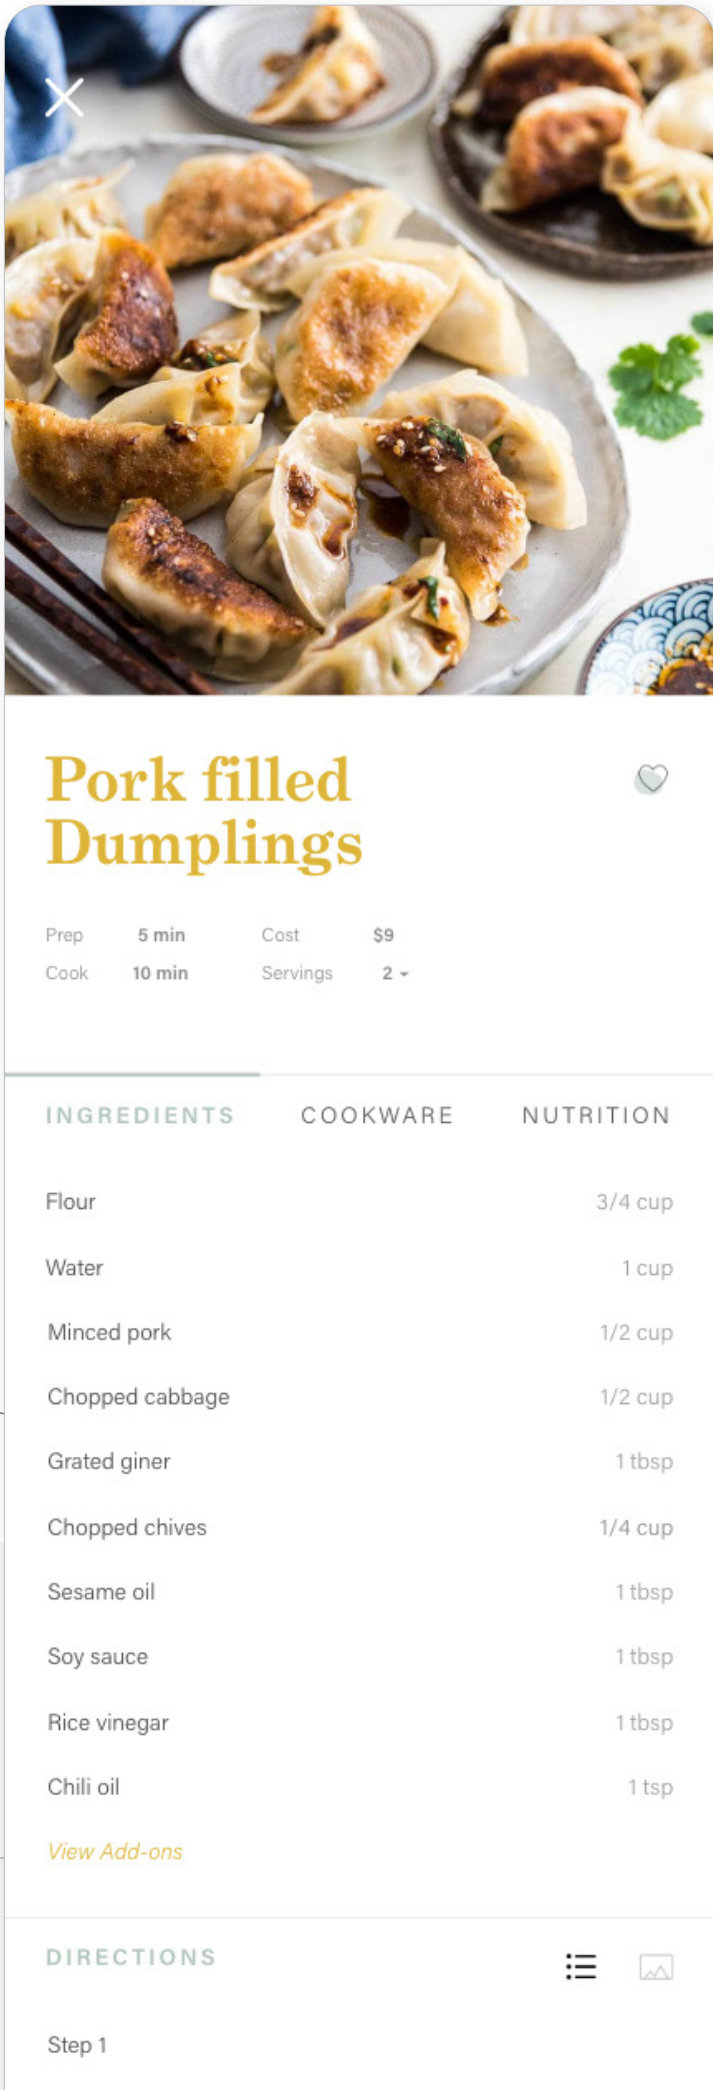 Pork filled
Dumplings
Prep 5 min Cost $9
Cook 10 min Servings 2
INGREDIENTS COOKWARE NUTRITION
Flour 3/4 cup
Water 1 cup
Minced pork 1/2 cup
Chopped cabbage 1/2 cup
Grated giner 1 tbsp
Chopped chives 1/4 cup
Sesame oil 1 tbsp
Soy sauce 1 tbsp
Rice vinegar 1 tbsp
Chili oil 1 tsp
View Add-ons
DIRECTIONS
Step 1